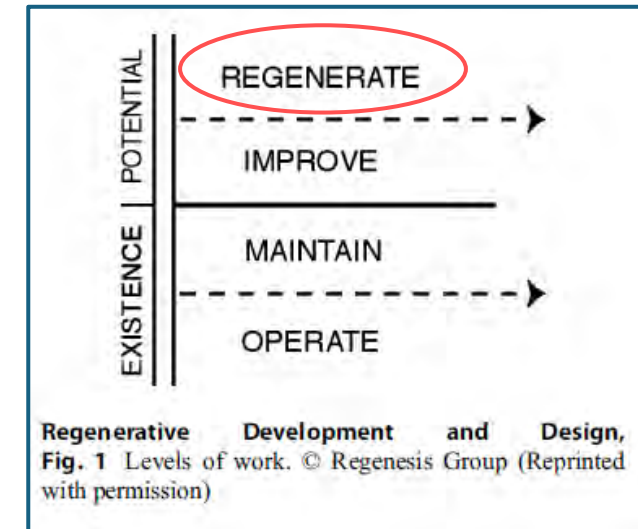 POTENTIAL
REGENERATE
IMPROVE
EXISTENCE
MAINTAIN
OPERATE
Regenerative Development and Design,
Fig. 1 Levels of work. © Regenesis Group (Reprinted
with permission)